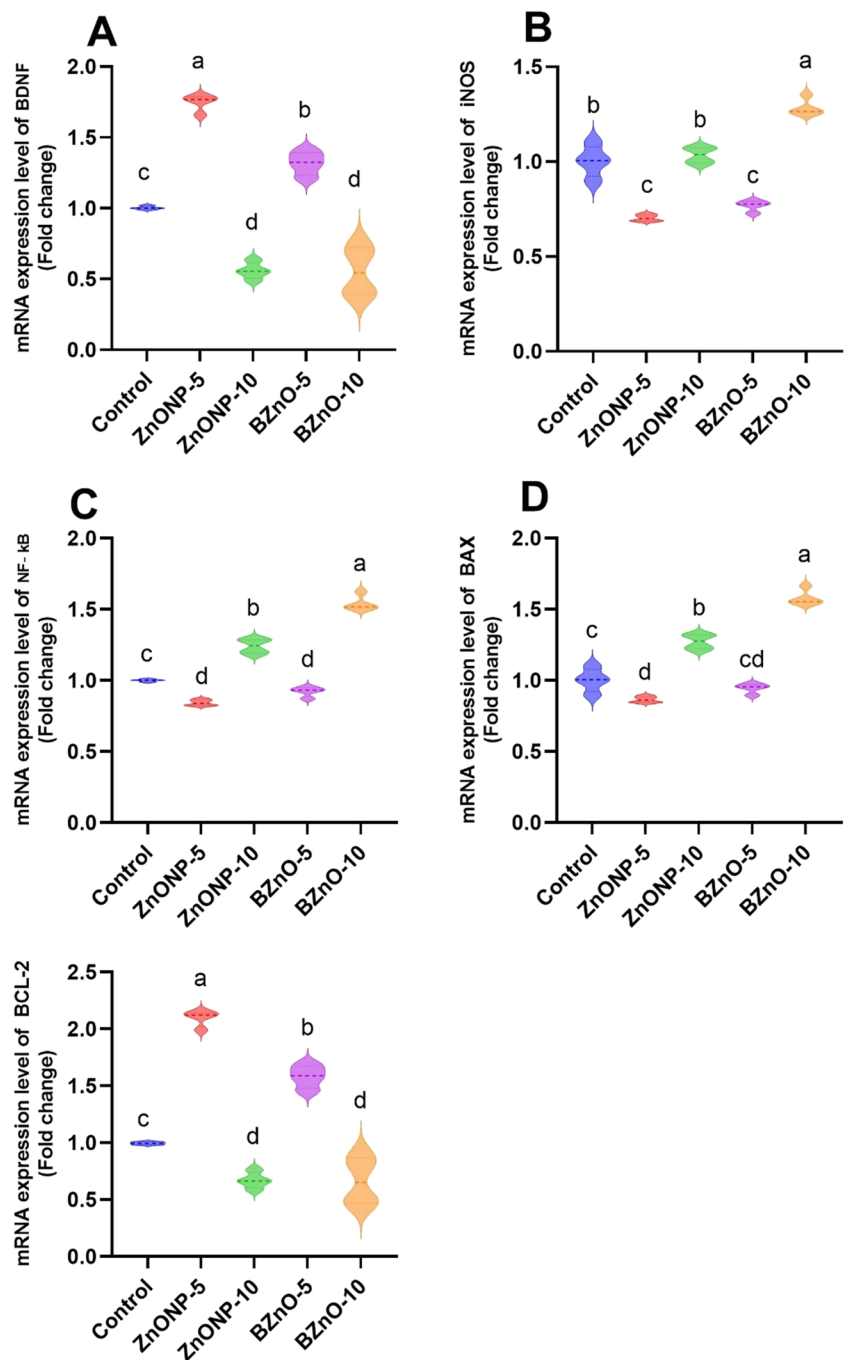 A
mRNA expression level of BDNF
(Fold change)
2.0
1.5
1.0
0.5
0.0
c
a
d
b
d
Control
ZnONP-5
ZnONP-10
BZnO-5
BZnO-10
B
mRNA expression level of iNOS
(Fold change)
1.5
1.0
0.5
0.0
b
c
b
c
a
Control
ZnONP-5
ZnONP-10
BZnO-5
BZnO-10
C
mRNA expression level of NF-kB
(Fold change)
2.0
1.5
1.0
0.5
0.0
c
d
b
d
a
Control
ZnONP-5
ZnONP-10
BZnO-5
BZnO-10
D
mRNA expression level of BAX
(Fold change)
2.0
1.5
1.0
0.5
0.0
c
d
b
cd
a
Control
ZnONP-5
ZnONP-10
BZnO-5
BZnO-10
mRNA expression level of BCL-2
(Fold change)
2.5
2.0
1.5
1.0
0.5
0.0
c
a
d
b
d
Control
ZnONP-5
ZnONP-10
BZnO-5
BZnO-10